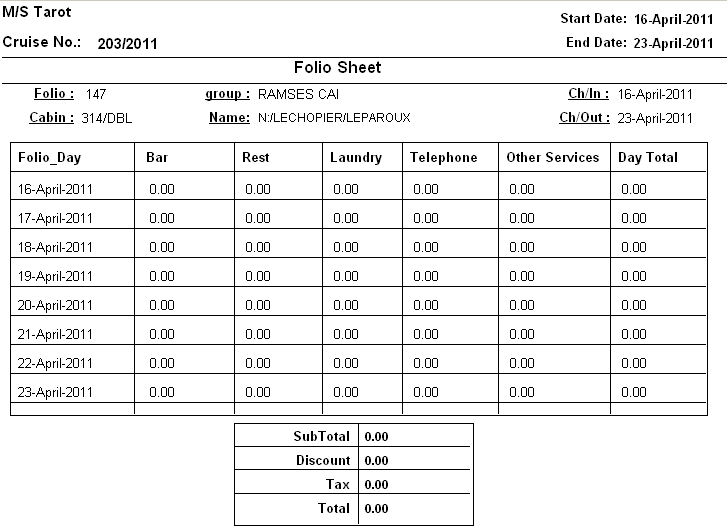 M/S Tarot Start Date: 16-April-2011
Cruise No.: 203/2011 End Date: 23-April-2011
Folio Sheet
Folio : 147 group : RAMSES CAI Ch/In : 16-April-2011
Cabin : 314/DBL Name: N:/LECHOPIER/LEPAROUX Ch/Out : 23-April-2011
Folio_Day Bar Rest Laundry Telephone Other Services Day Total
16-April-2011 0.00 0.00 0.00 0.00 0.00 0.00
17-April-2011 0.00 0.00 0.00 0.00 0.00 0.00
18-April-2011 0.00 0.00 0.00 0.00 0.00 0.00
19-April-2011 0.00 0.00 0.00 0.00 0.00 0.00
20-April-2011 0.00 0.00 0.00 0.00 0.00 0.00
21-April-2011 0.00 0.00 0.00 0.00 0.00 0.00
22-April-2011 0.00 0.00 0.00 0.00 0.00 0.00
23-April-2011 0.00 0.00 0.00 0.00 0.00 0.00
SubTotal 0.00
Discount 0.00
Tax 0.00
Total 0.00